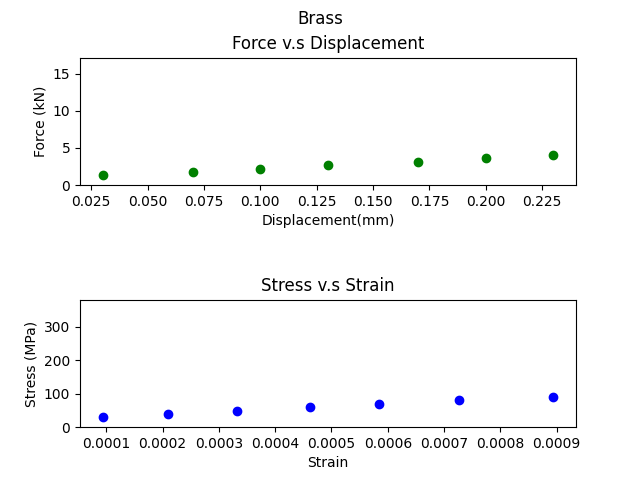 Brass
Force v.s Displacement
Force (kN)
15
10
5
0
0.025 0.050 0.075 0.100 0.125 0.150 0.175 0.200 0.225
Displacement(mm)
Stress v.s Strain
Stress (MPa)
300
200
100
0
0.0001 0.0002 0.0003 0.0004 0.0005 0.0006 0.0007 0.0008 0.0009
Strain